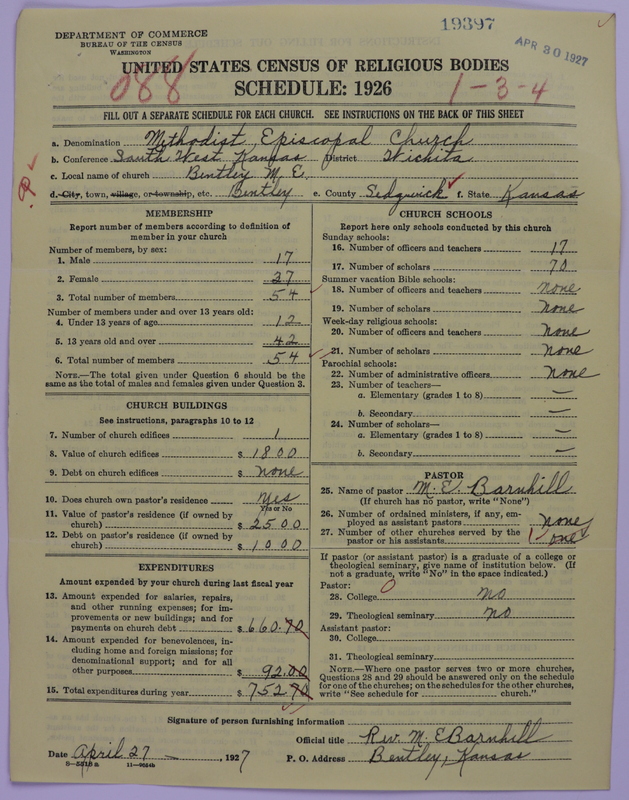 19397
DEPARTMENT OF COMMERCE
BUREAU OF THE CENSUS
WASHINGTON
APR 30 1927
UNITED STATES CENSUS OF RELIGIOUS BODIES
SCHEDULE: 1926
088
1-3-4
FILL OUT A SEPARATE SCHEDULE FOR EACH CHURCH. SEE INSTRUCTIONS ON THE BACK OF THIS SHEET
a. Denomination Methodist Episcopal Church
b. Conference South West Kansas District Wichita
c. Local name of church Bentley M. E.
d. City, town, village, or township, etc. Bentley e. County Sedgwick f. State Kansas
MEMBERSHIP
Report number of members according to definition of
member in your church
Number of members, by sex:
1. Male 17
2. Female 37
3. Total number of members 54
Number of members under and over 13 years old:
4. Under 13 years of age 12
5. 13 years old and over 42
6. Total number of members 54
NOTE.—The total given under Question 6 should be the
same as the total of males and females given under Question 3.
CHURCH BUILDINGS
See instructions, paragraphs 10 to 12
7. Number of church edifices 1
8. Value of church edifices $ 1800
9. Debt on church edifices $ None
10. Does church own pastor's residence yes
Yes or No
11. Value of pastor's residence (if owned by
church) $ 2500
12. Debt on pastor's residence (if owned by
church) $ 1000
EXPENDITURES
Amount expended by your church during last fiscal year
13. Amount expended for salaries, repairs,
and other running expenses; for im-
provements or new buildings; and for
payments on church debt $ 660.70
14. Amount expended for benevolences, in-
cluding home and foreign missions; for
denominational support; and for all
other purposes $ 92.00
15. Total expenditures during year $ 752.70
CHURCH SCHOOLS
Report here only schools conducted by this church
Sunday schools:
16. Number of officers and teachers 17
17. Number of scholars 70
Summer vacation Bible schools:
18. Number of officers and teachers none
19. Number of scholars none
Week-day religious schools:
20. Number of officers and teachers none
21. Number of scholars none
Parochial schools:
22. Number of administrative officers none
23. Number of teachers—
a. Elementary (grades 1 to 8) —
b. Secondary —
24. Number of scholars—
a. Elementary (grades 1 to 8) —
b. Secondary —
PASTOR
25. Name of pastor M. E. Barnhill
(If church has no pastor, write "None")
26. Number of ordained ministers, if any, em-
ployed as assistant pastors none
27. Number of other churches served by the
pastor or his assistants 1 one
If pastor (or assistant pastor) is a graduate of a college or
theological seminary, give name of institution below. (If
not a graduate, write "No" in the space indicated.)
Pastor:
28. College 0 no
29. Theological seminary no
Assistant pastor:
30. College
31. Theological seminary
NOTE.—Where one pastor serves two or more churches,
Questions 28 and 29 should be answered only on the schedule
for one of the churches; on the schedules for the other churches,
write "See schedule for church."
Signature of person furnishing information
Official title Rev. M. E Barnhill
Date April 27, 1927 P. O. Address Bentley, Kansas
11—9554b